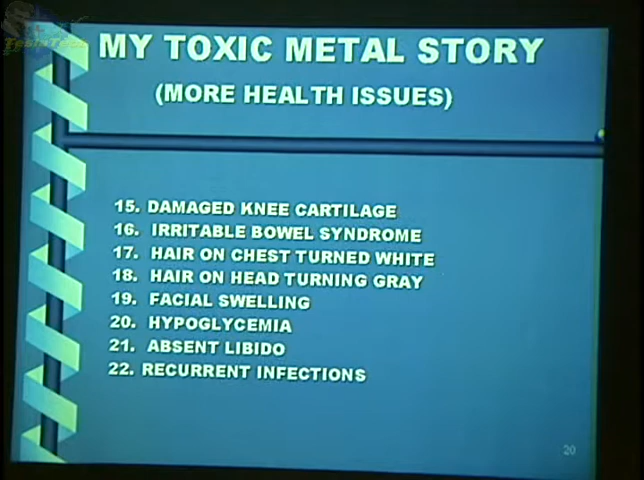 MY TOXIC METAL STORY
(MORE HEALTH ISSUES)
15. DAMAGED KNEE CARTILAGE
16. IRRITABLE BOWEL SYNDROME
17. HAIR ON CHEST TURNED WHITE
18. HAIR ON HEAD TURNING GRAY
19. FACIAL SWELLING
20. HYPOGLYCEMIA
21. ABSENT LIBIDO
22. RECURRENT INFECTIONS
20